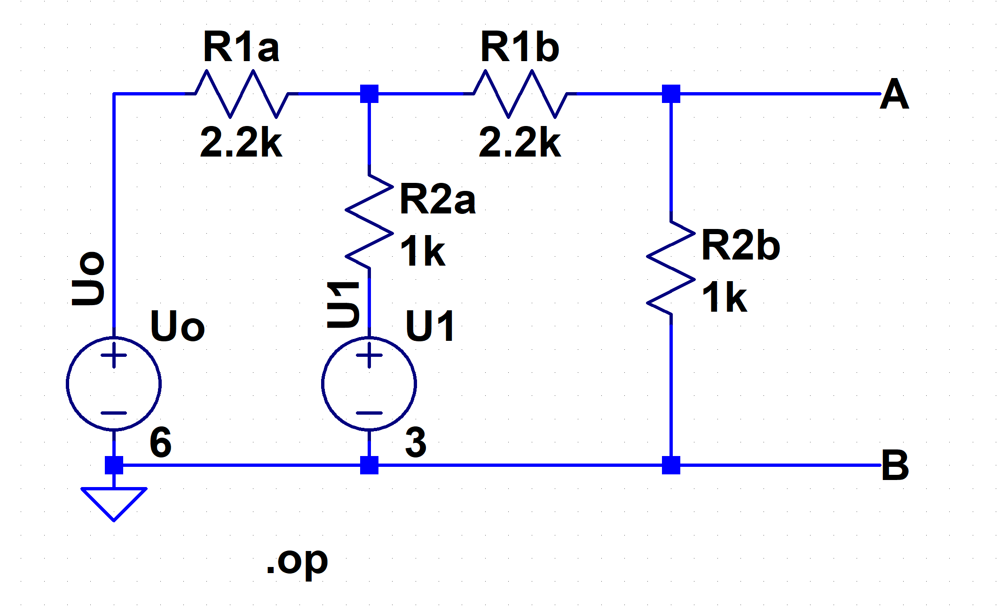 R1a
2.2k
R1b
2.2k
A
R2a
1k
R2b
1k
Uo
Uo
6
U1
U1
3
B
.op